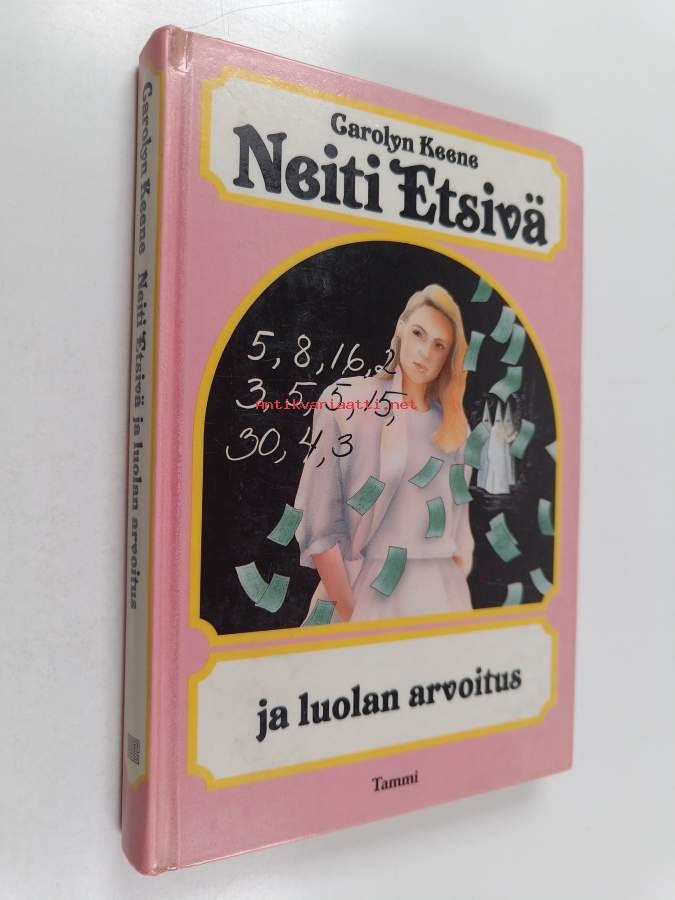 Carolyn Keene Neiti Etsivä ja luolan arvoitus
Carolyn Keene
Neiti Etsivä
5, 8, 16, 2
3, 5, 5, 15,
antikvariaatti.net
30, 4, 3
ja luolan arvoitus
Tammi